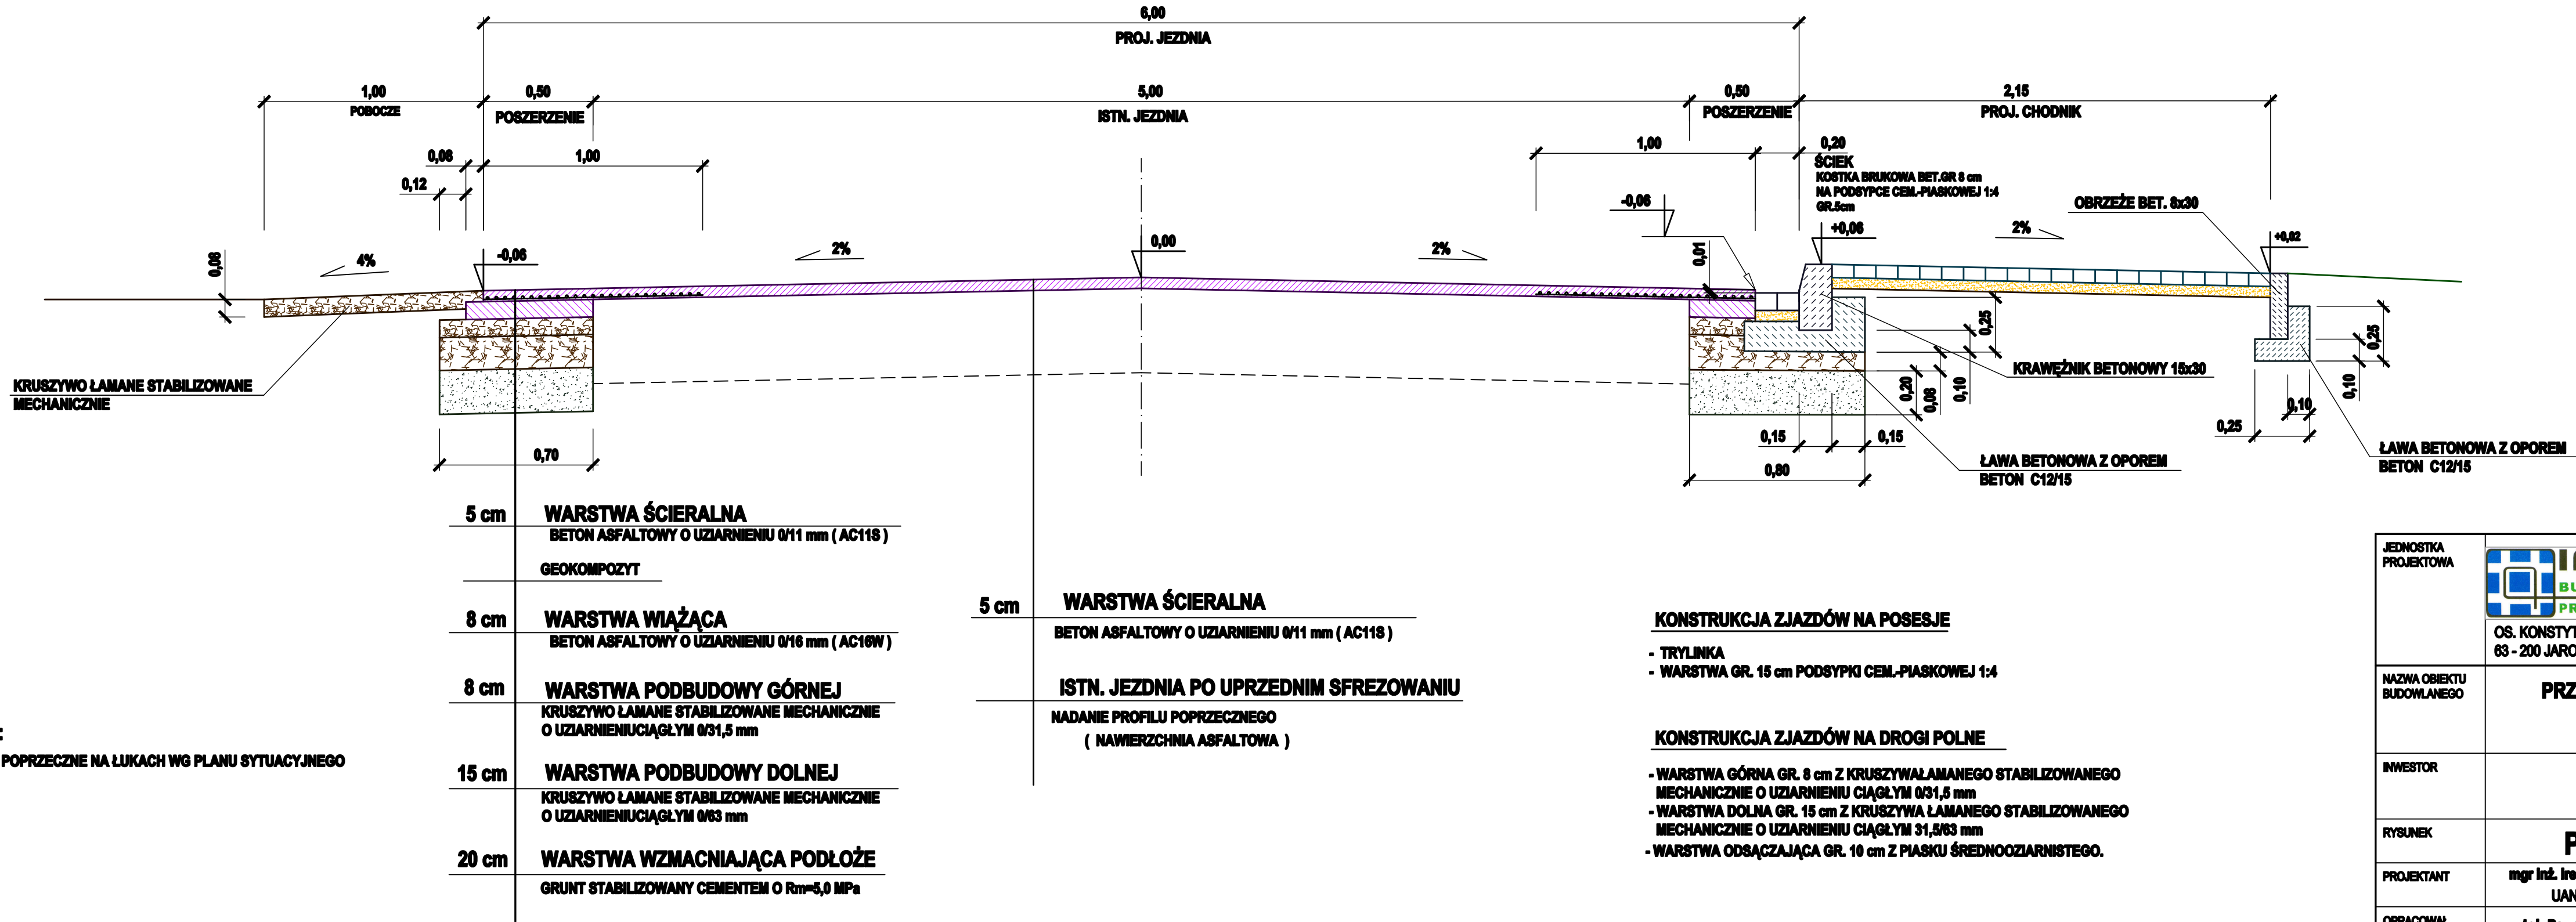 6,00
PROJ. JEZDNIA
1,00
POBOCZE
0,50
POSZERZENIE
5,00
ISTN. JEZDNIA
0,50
POSZERZENIE
2,15
PROJ. CHODNIK
0,08
1,00
0,12
1,00
0,20
ŚCIEK
KOSTKA BRUKOWA BET.GR 8 cm
NA PODSYPCE CEM.-PIASKOWEJ 1:4
GR.5cm
-0,06
OBRZEŻE BET. 8x30
0,08
4%
-0,06
2%
0,00
2%
0,01
+0,06
2%
+0,02
KRUSZYWO ŁAMANE STABILIZOWANE
MECHANICZNIE
0,25
0,25
KRAWĘŻNIK BETONOWY 15x30
0,20
0,08
0,10
0,10
0,10
0,25
0,70
0,15
0,15
0,80
ŁAWA BETONOWA Z OPOREM
BETON C12/15
ŁAWA BETONOWA Z OPOREM
BETON C12/15
5 cm WARSTWA ŚCIERALNA
BETON ASFALTOWY O UZIARNIENIU 0/11 mm ( AC11S )
GEOKOMPOZYT
8 cm WARSTWA WIĄŻĄCA
BETON ASFALTOWY O UZIARNIENIU 0/16 mm ( AC16W )
8 cm WARSTWA PODBUDOWY GÓRNEJ
KRUSZYWO ŁAMANE STABILIZOWANE MECHANICZNIE
O UZIARNIENIUCIĄGŁYM 0/31,5 mm
15 cm WARSTWA PODBUDOWY DOLNEJ
KRUSZYWO ŁAMANE STABILIZOWANE MECHANICZNIE
O UZIARNIENIUCIĄGŁYM 0/63 mm
20 cm WARSTWA WZMACNIAJĄCA PODŁOŻE
GRUNT STABILIZOWANY CEMENTEM O Rm=5,0 MPa
:
POPRZECZNE NA ŁUKACH WG PLANU SYTUACYJNEGO
5 cm WARSTWA ŚCIERALNA
BETON ASFALTOWY O UZIARNIENIU 0/11 mm ( AC11S )
ISTN. JEZDNIA PO UPRZEDNIM SFREZOWANIU
NADANIE PROFILU POPRZECZNEGO
( NAWIERZCHNIA ASFALTOWA )
KONSTRUKCJA ZJAZDÓW NA POSESJE
- TRYLINKA
- WARSTWA GR. 15 cm PODSYPKI CEM.-PIASKOWEJ 1:4
KONSTRUKCJA ZJAZDÓW NA DROGI POLNE
- WARSTWA GÓRNA GR. 8 cm Z KRUSZYWAŁAMANEGO STABILIZOWANEGO
MECHANICZNIE O UZIARNIENIU CIĄGŁYM 0/31,5 mm
- WARSTWA DOLNA GR. 15 cm Z KRUSZYWA ŁAMANEGO STABILIZOWANEGO
MECHANICZNIE O UZIARNIENIU CIĄGŁYM 31,5/63 mm
- WARSTWA ODSĄCZAJĄCA GR. 10 cm Z PIASKU ŚREDNOOZIARNISTEGO.
JEDNOSTKA
PROJEKTOWA
BU
PR
OS. KONSTYT
63 - 200 JARO
NAZWA OBIEKTU
BUDOWLANEGO
PRZ
INWESTOR
RYSUNEK
P
PROJEKTANT
mgr inż. Ire
UAN
OPRACOWAŁ